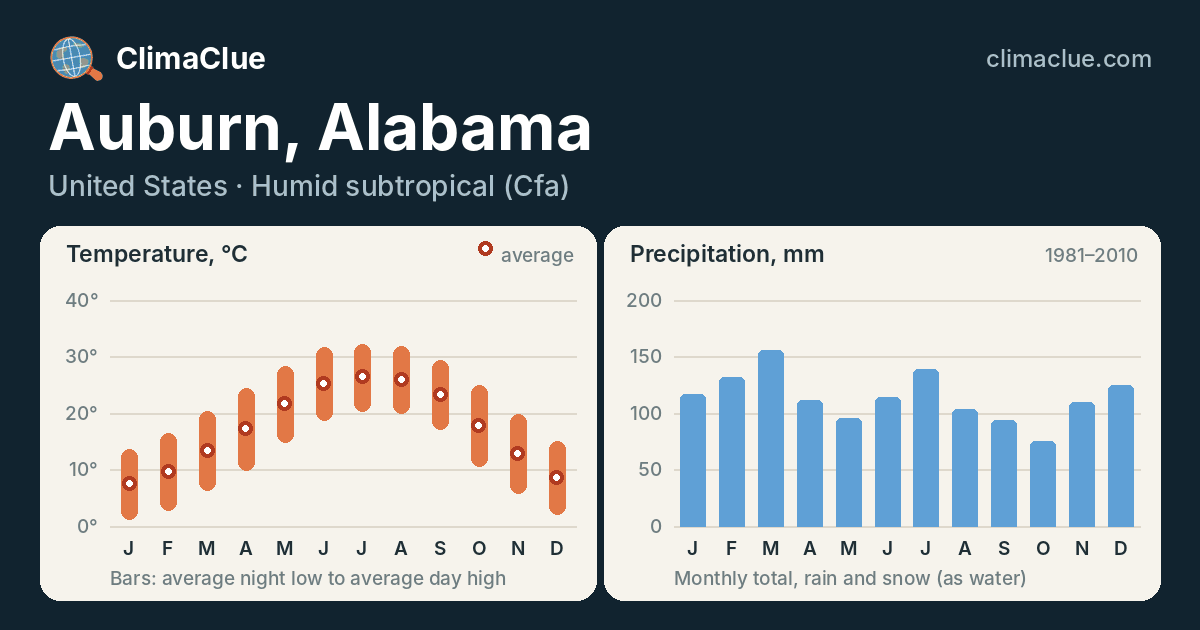 ClimaClue
climaclue.com
Auburn, Alabama
United States · Humid subtropical (Cfa)
Temperature, °C
average
40°
30°
20°
10°
0°
J F M A M J J A S O N D
Bars: average night low to average day high
Precipitation, mm
1981–2010
200
150
100
50
0
J F M A M J J A S O N D
Monthly total, rain and snow (as water)